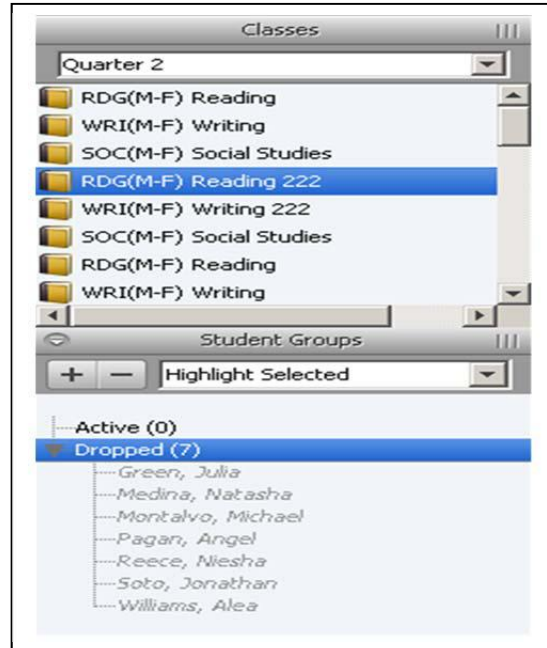 Classes
Quarter 2
RDG(M-F) Reading
WRI(M-F) Writing
SOC(M-F) Social Studies
RDG(M-F) Reading 222
WRI(M-F) Writing 222
SOC(M-F) Social Studies
RDG(M-F) Reading
WRI(M-F) Writing
Student Groups
+ − Highlight Selected
Active (0)
Dropped (7)
Green, Julia
Medina, Natasha
Montalvo, Michael
Pagan, Angel
Reece, Niesha
Soto, Jonathan
Williams, Alea